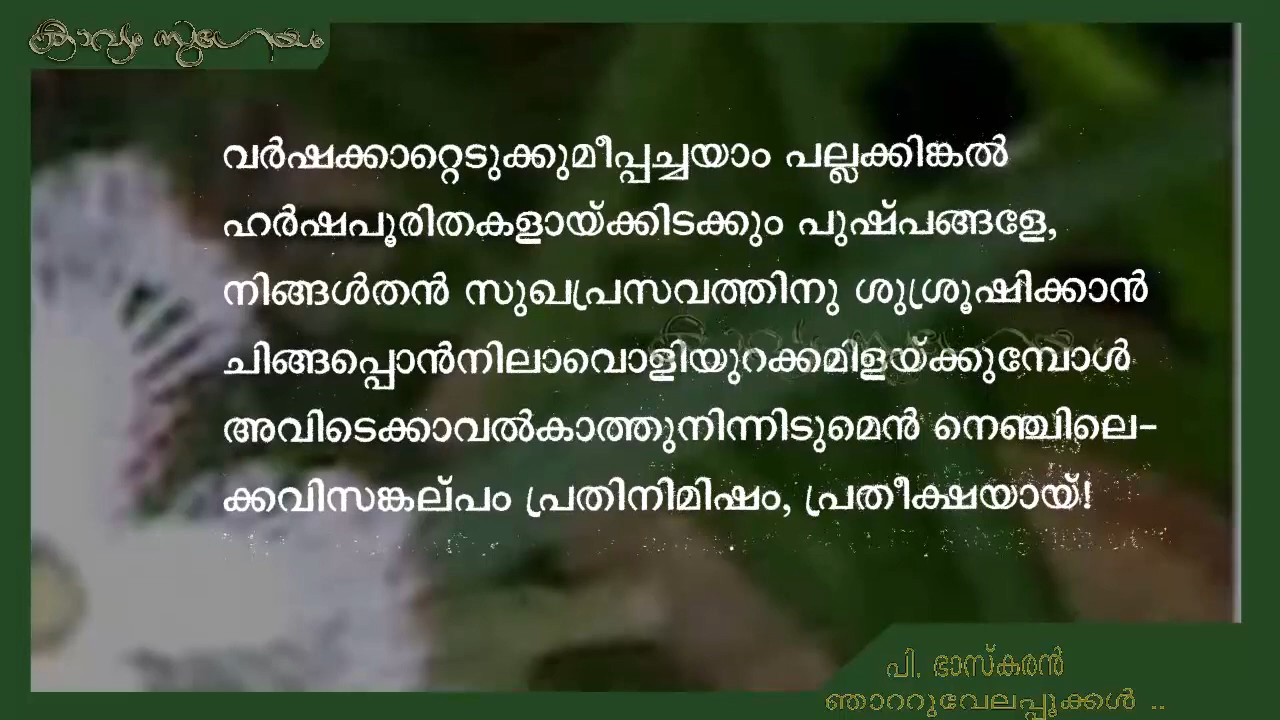 കാവ്യം സുഗേയം
വർഷക്കാറ്റെടുക്കുമീപ്പച്ചയാം പല്ലക്കിങ്കൽ
ഹർഷപൂരിതകളായ്ക്കിടക്കും പുഷ്പങ്ങളേ,
നിങ്ങൾതൻ സുഖപ്രസവത്തിനു ശുശ്രൂഷിക്കാൻ
ചിങ്ങപ്പൊൻനിലാവൊളിയുറക്കമിളയ്ക്കുമ്പോൾ
അവിടെക്കാവൽകാത്തുനിന്നിടുമെൻ നെഞ്ചിലെ-
ക്കവിസങ്കല്പം പ്രതിനിമിഷം, പ്രതീക്ഷയായ്!
പി. ഭാസ്കരൻ
ഞാററുവേലപ്പൂക്കൾ ..